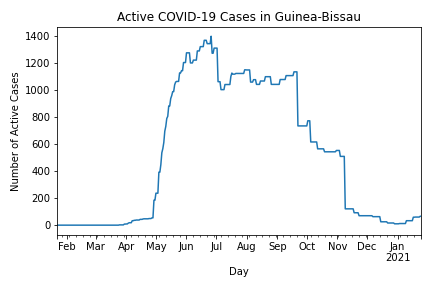 Active COVID-19 Cases in Guinea-Bissau
Number of Active Cases
1400
1200
1000
800
600
400
200
0
Feb Mar Apr May Jun Jul Aug Sep Oct Nov Dec Jan
2021
Day